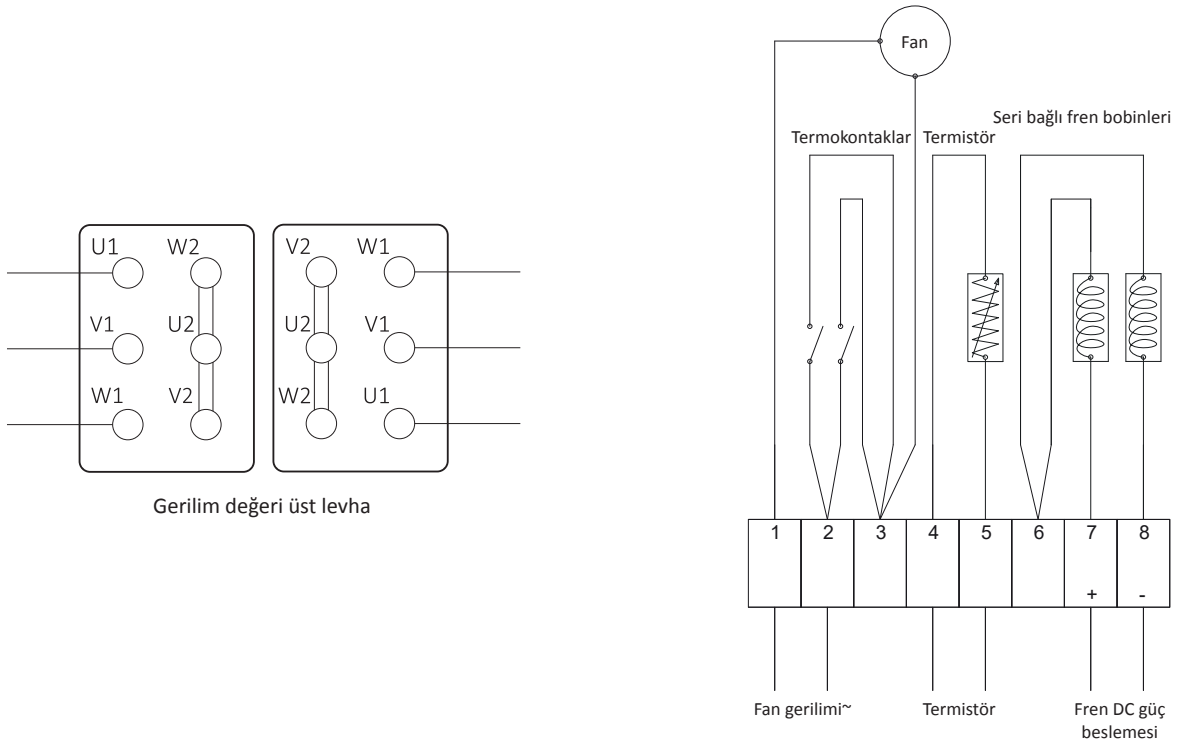 U1 W2
V1 U2
W1 V2
V2 W1
U2 V1
W2 U1
Gerilim değeri üst levha
Fan
Seri bağlı fren bobinleri
Termokontaklar Termistör
1 2 3 4 5 6 7 8
+ -
Fan gerilimi~
Termistör
Fren DC güç
beslemesi